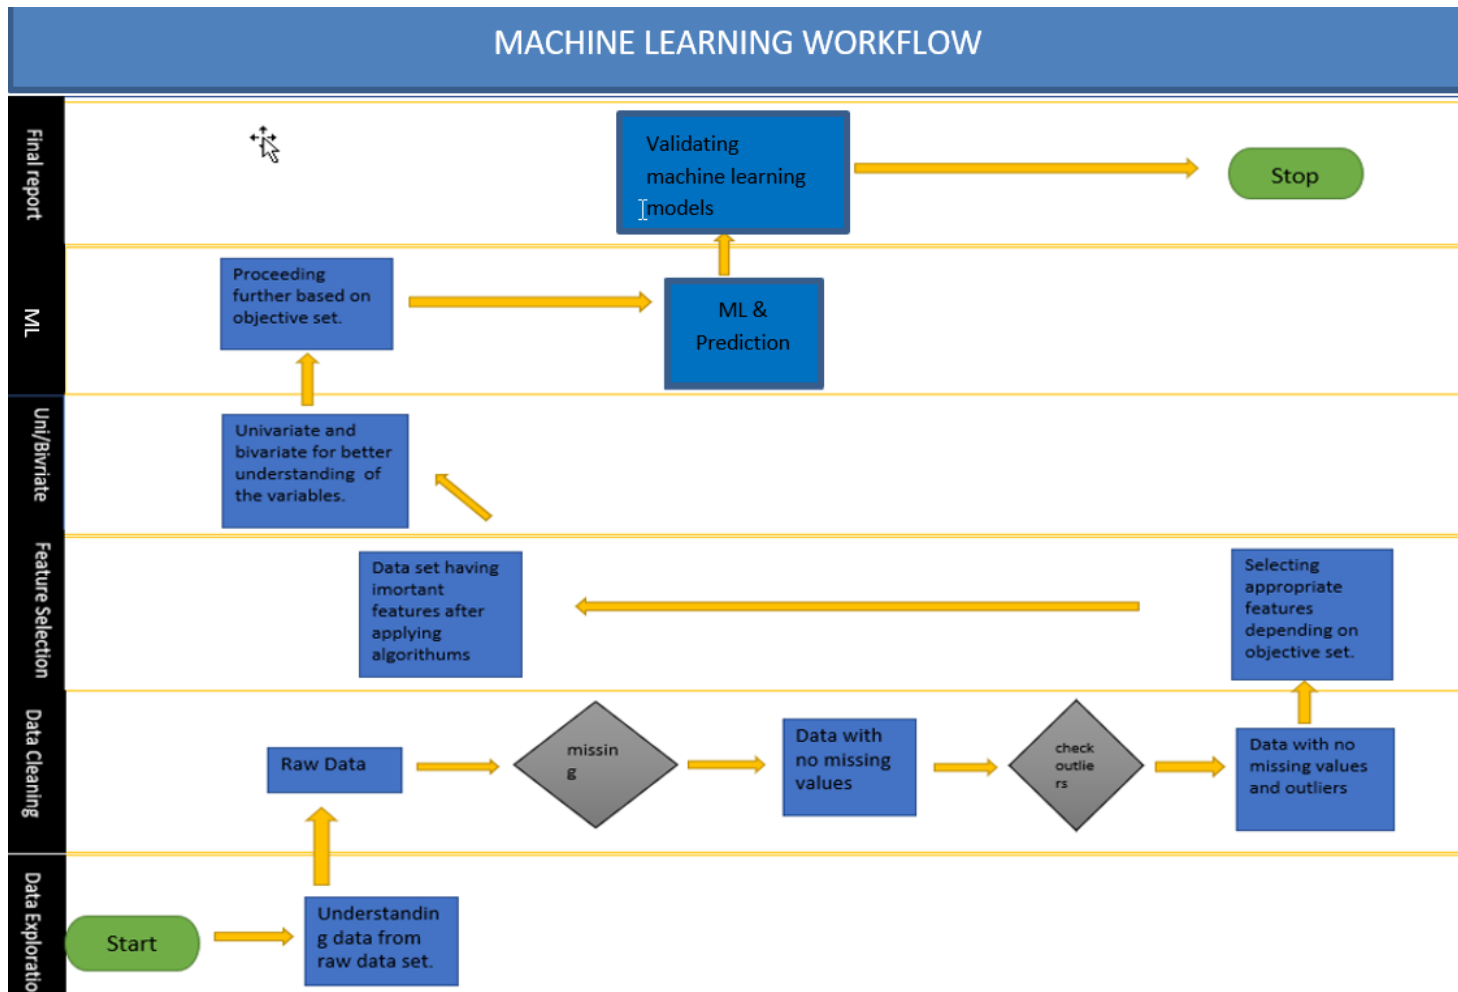 MACHINE LEARNING WORKFLOW
Final report
Validating
machine learning
models
Stop
ML
Proceeding
further based on
objective set.
ML &
Prediction
Uni/Bivriate
Univariate and
bivariate for better
understanding of
the variables.
Feature Selection
Data set having
imortant
features after
applying
algorithums
Selecting
appropriate
features
depending on
objective set.
Data Cleaning
Raw Data
missin
g
Data with
no missing
values
check
outlie
rs
Data with no
missing values
and outliers
Data Exploratio
Start
Understandin
g data from
raw data set.